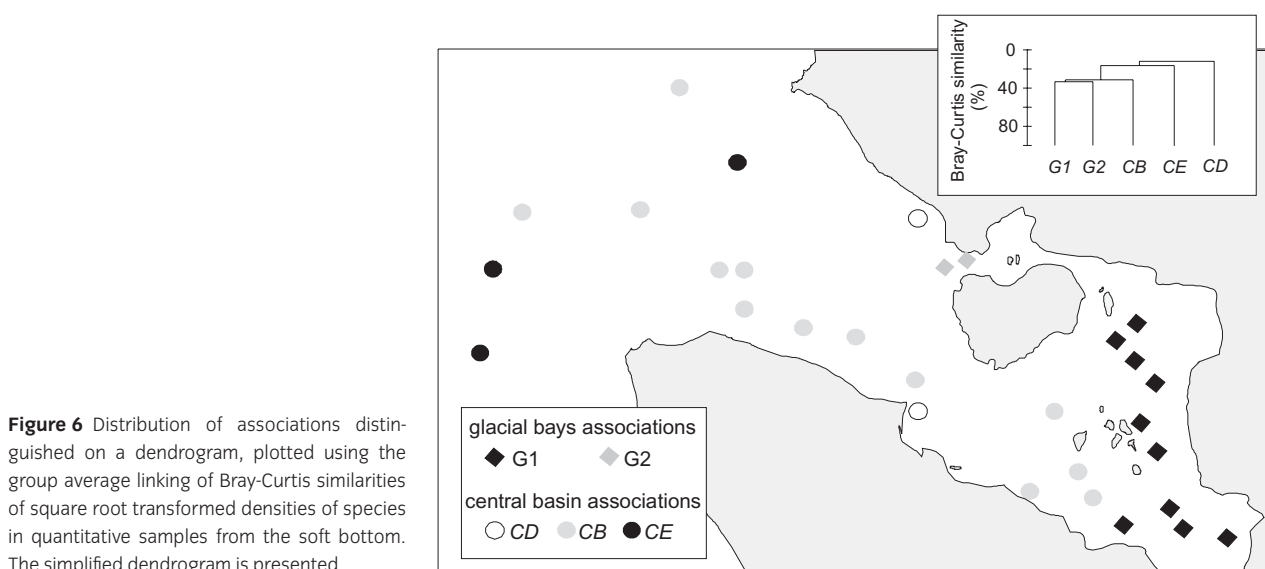 0
40
80
Bray-Curtis similarity
(%)
G1 G2 CB CE CD
glacial bays associations
G1 G2
central basin associations
CD CB CE
Figure 6 Distribution of associations distin-
guished on a dendrogram, plotted using the
group average linking of Bray-Curtis similarities
of square root transformed densities of species
in quantitative samples from the soft bottom.
The simplified dendrogram is presented